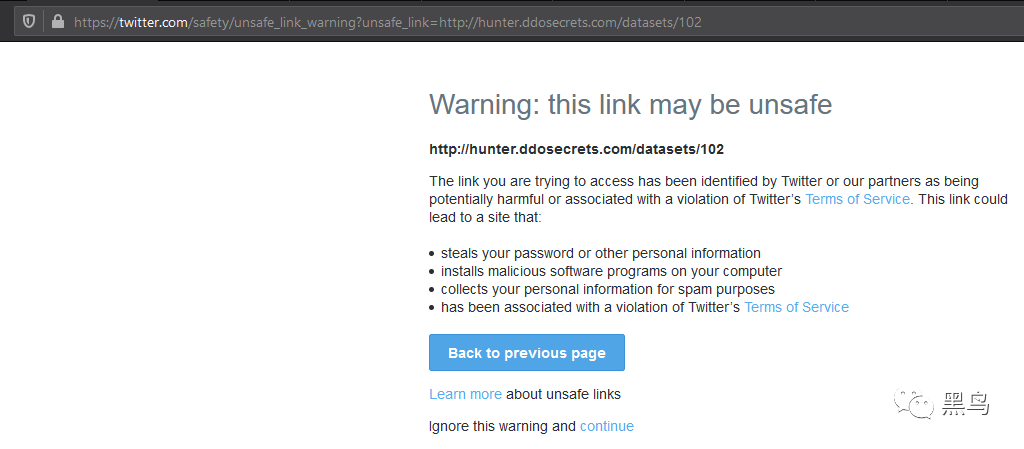 https://twitter.com/safety/unsafe_link_warning?unsafe_link=http://hunter.ddosecrets.com/datasets/102
Warning: this link may be unsafe
http://hunter.ddosecrets.com/datasets/102
The link you are trying to access has been identified by Twitter or our partners as being
potentially harmful or associated with a violation of Twitter’s Terms of Service. This link could
lead to a site that:
• steals your password or other personal information
• installs malicious software programs on your computer
• collects your personal information for spam purposes
• has been associated with a violation of Twitter’s Terms of Service
Back to previous page
Learn more about unsafe links
Ignore this warning and continue
黑鸟